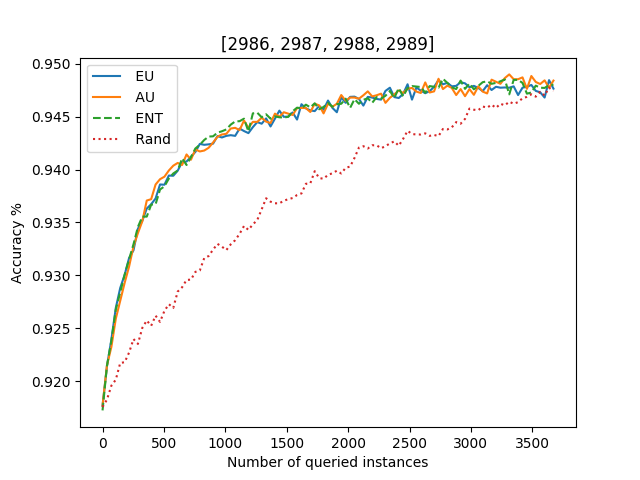 [2986, 2987, 2988, 2989]
EU
AU
ENT
Rand
Accuracy %
0.950
0.945
0.940
0.935
0.930
0.925
0.920
0 500 1000 1500 2000 2500 3000 3500
Number of queried instances